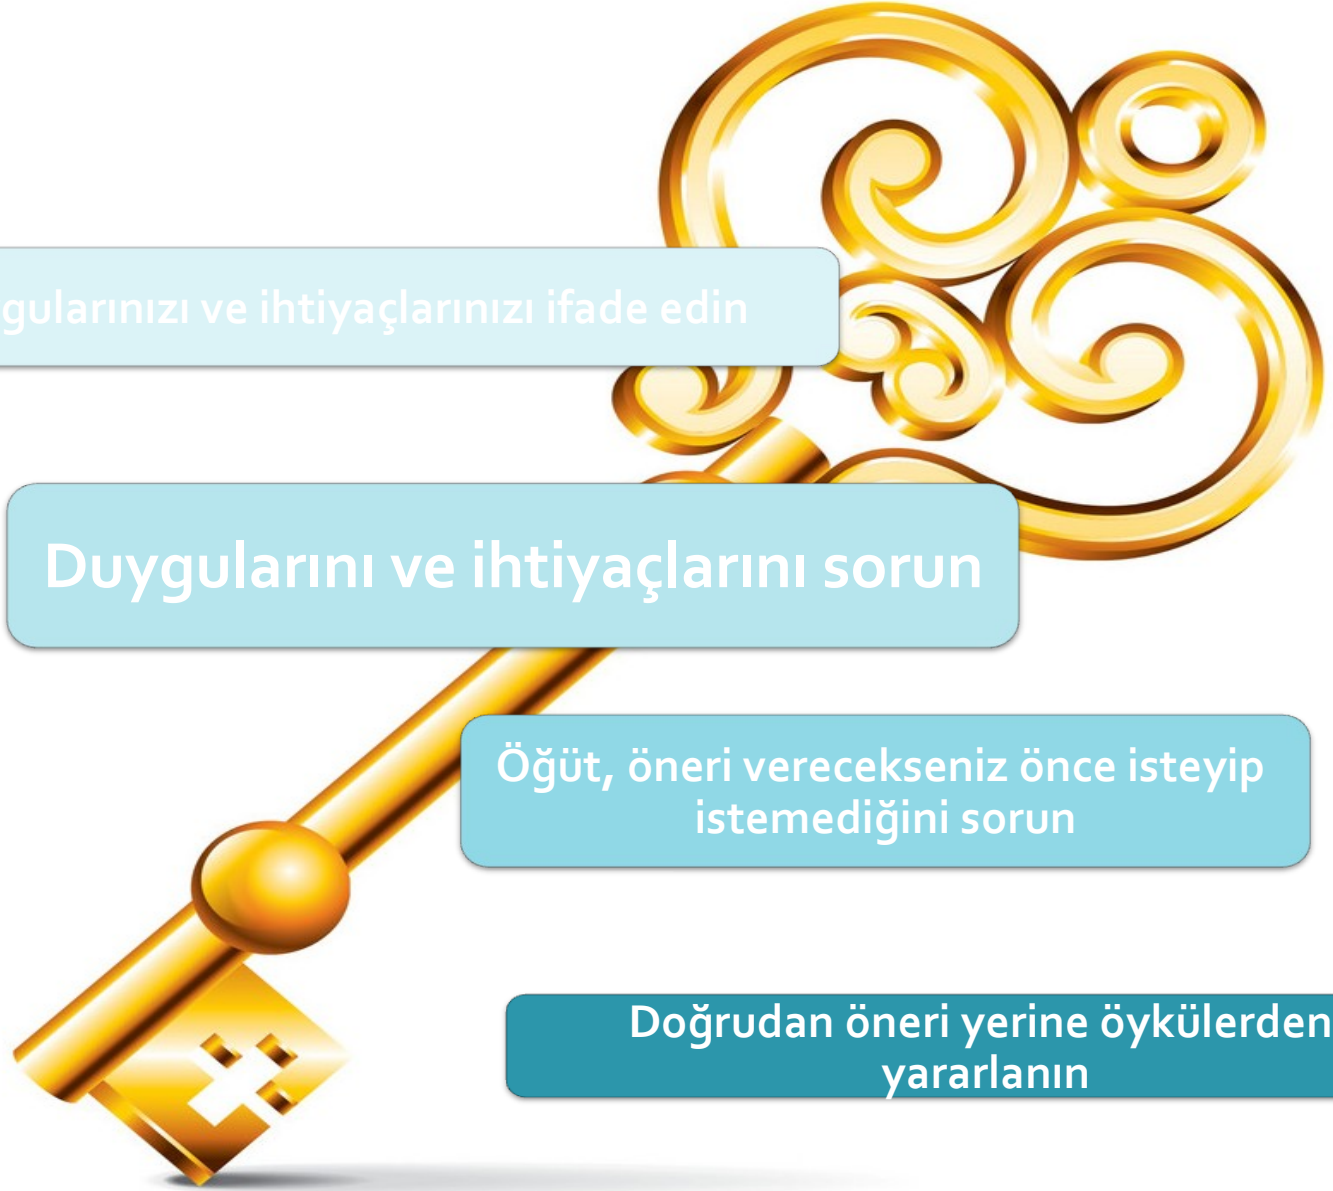 gularınızı ve ihtiyaçlarınızı ifade edin
Duygularını ve ihtiyaçlarını sorun
Öğüt, öneri verecekseniz önce isteyip
istemediğini sorun
Doğrudan öneri yerine öykülerden
yararlanın